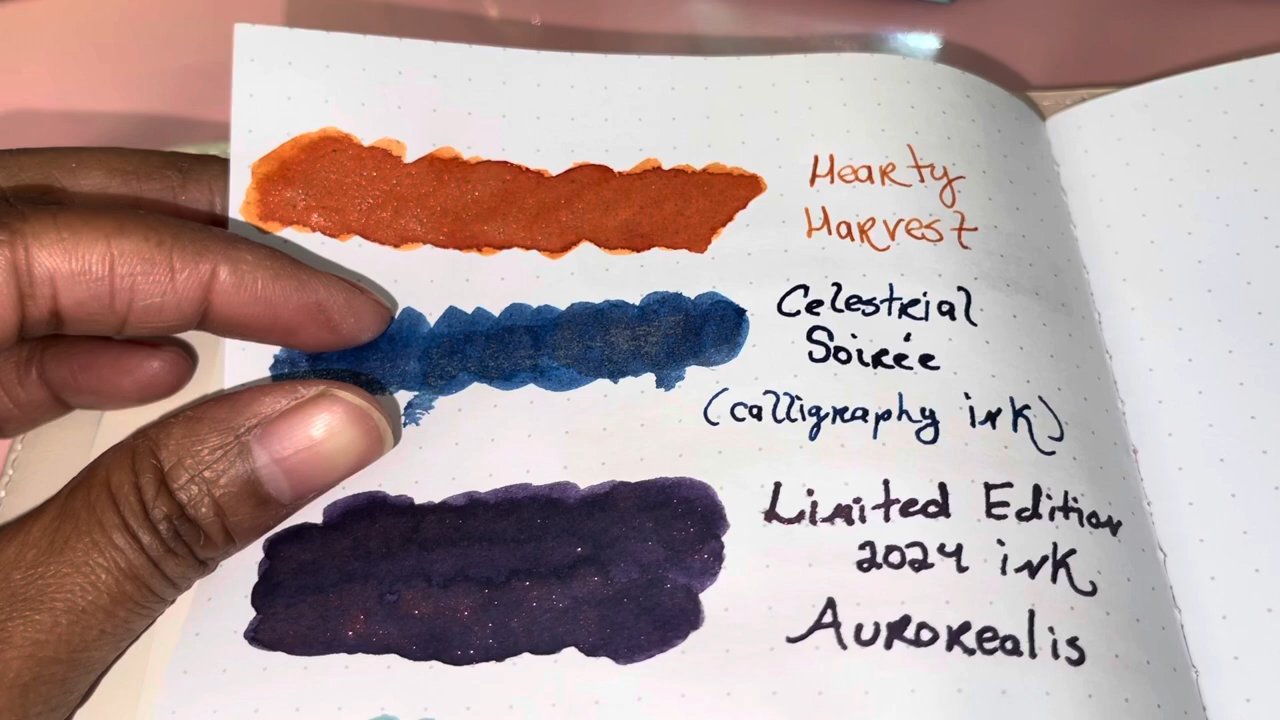 Hearty
Harvest
Celestrial
Soirée
(calligraphy ink)
Limited Edition
2024 ink
Aurorealis